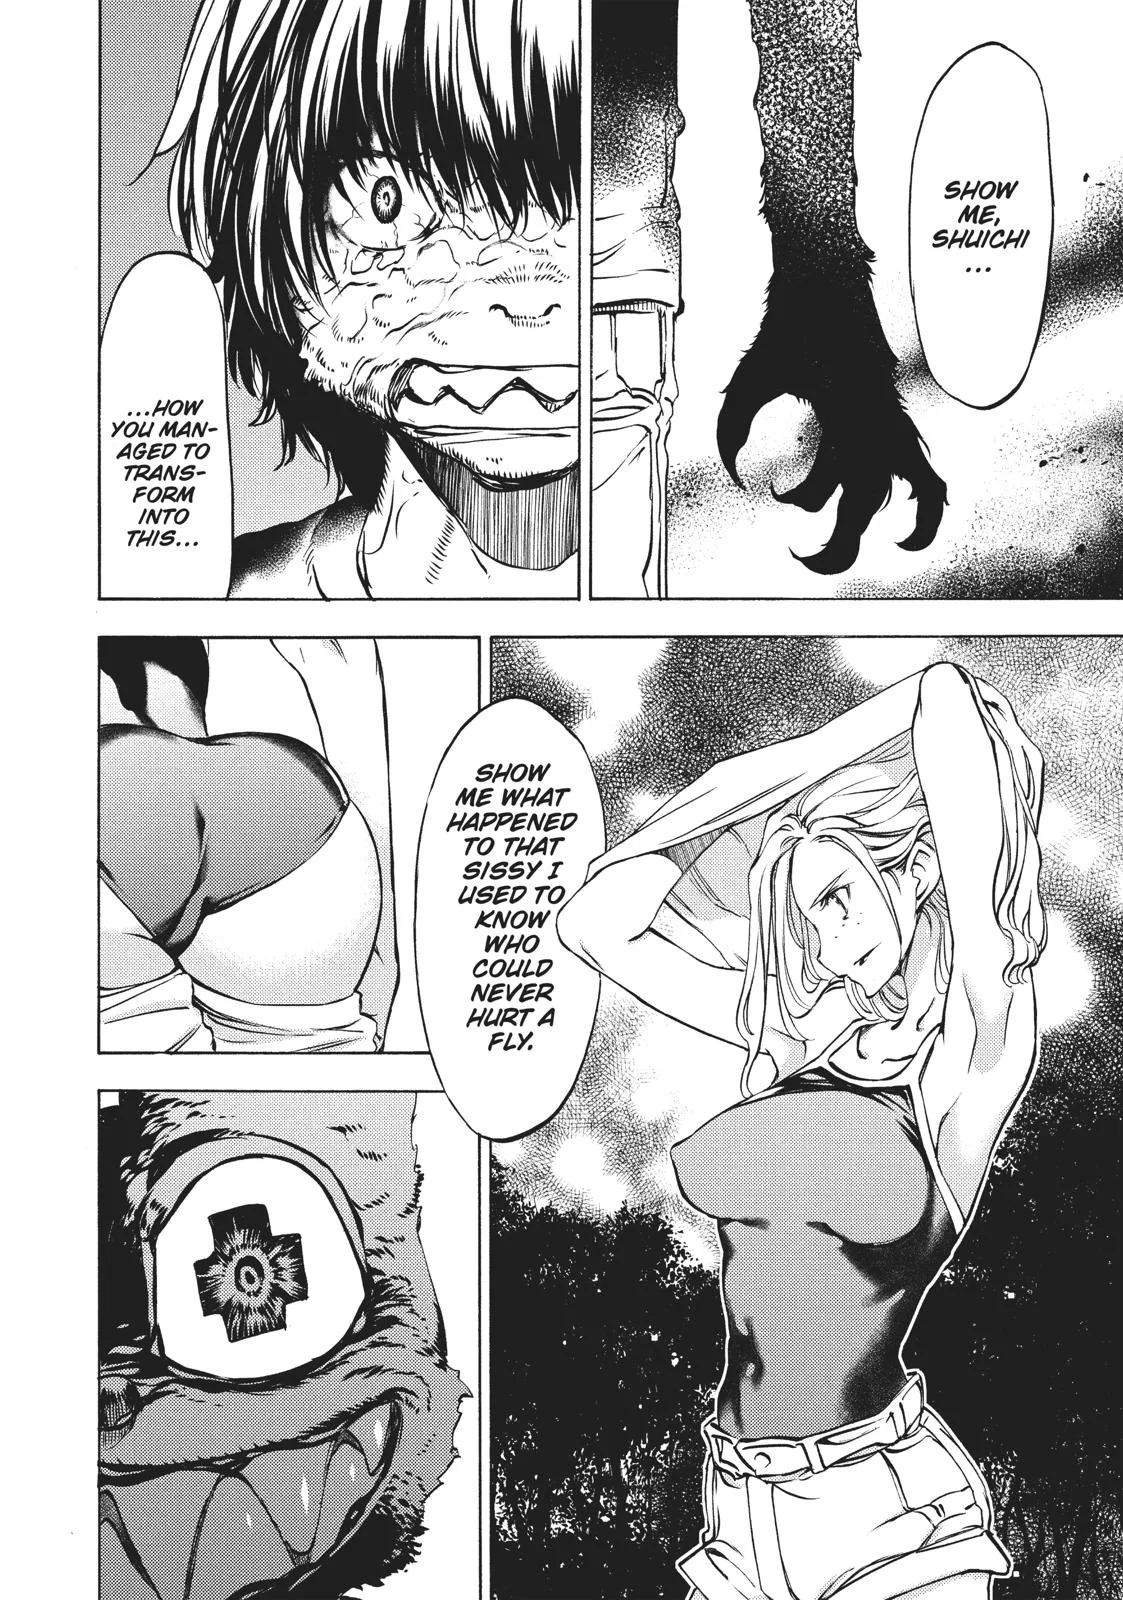 SHOW
ME,
SHUICHI
...
...HOW
YOU MAN-
AGED TO
TRANS-
FORM
INTO
THIS...
SHOW
ME WHAT
HAPPENED
TO THAT
SISSY I
USED TO
KNOW
WHO
COULD
NEVER
HURT A
FLY.